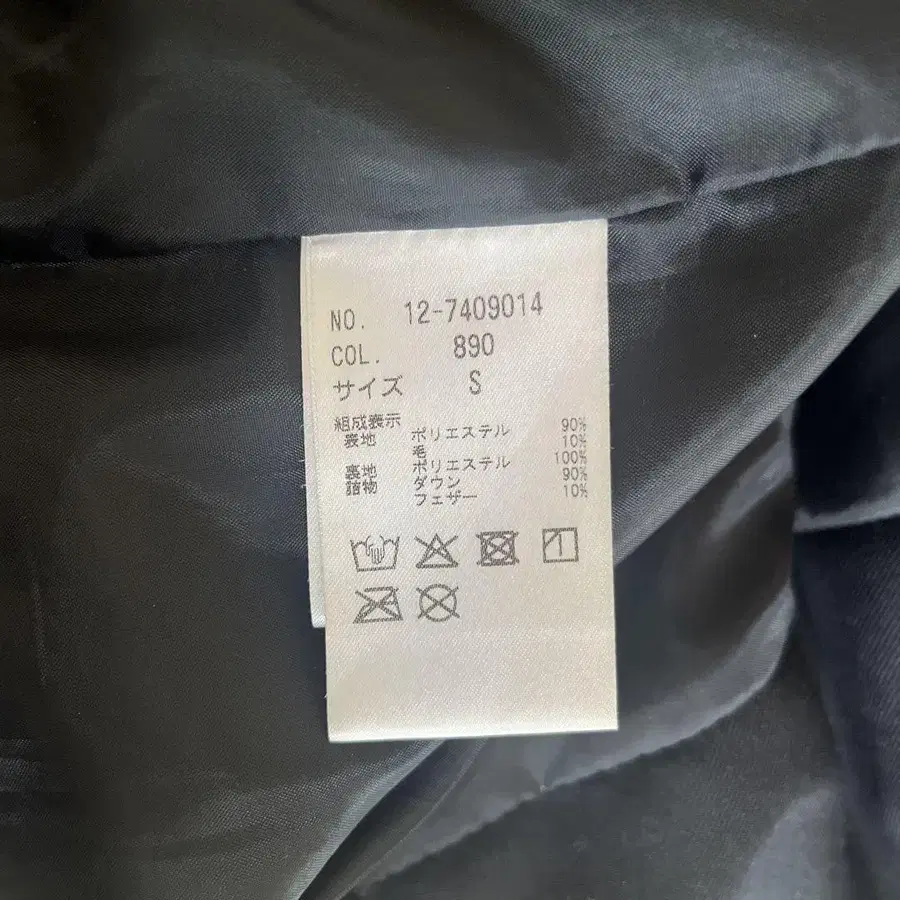 NO. 12-7409014
COL. 890
サイズ S
組成表示
表地 ポリエステル 90%
毛 10%
裏地 ポリエステル 100%
詰物 ダウン 90%
フェザー 10%